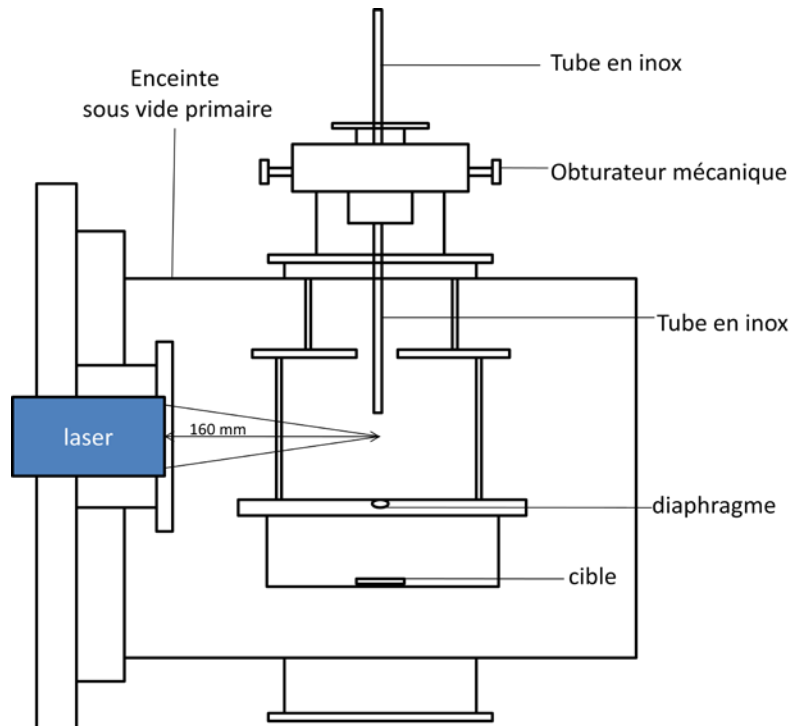 Tube en inox
Enceinte
sous vide primaire
Obturateur mécanique
Tube en inox
laser
160 mm
diaphragme
cible